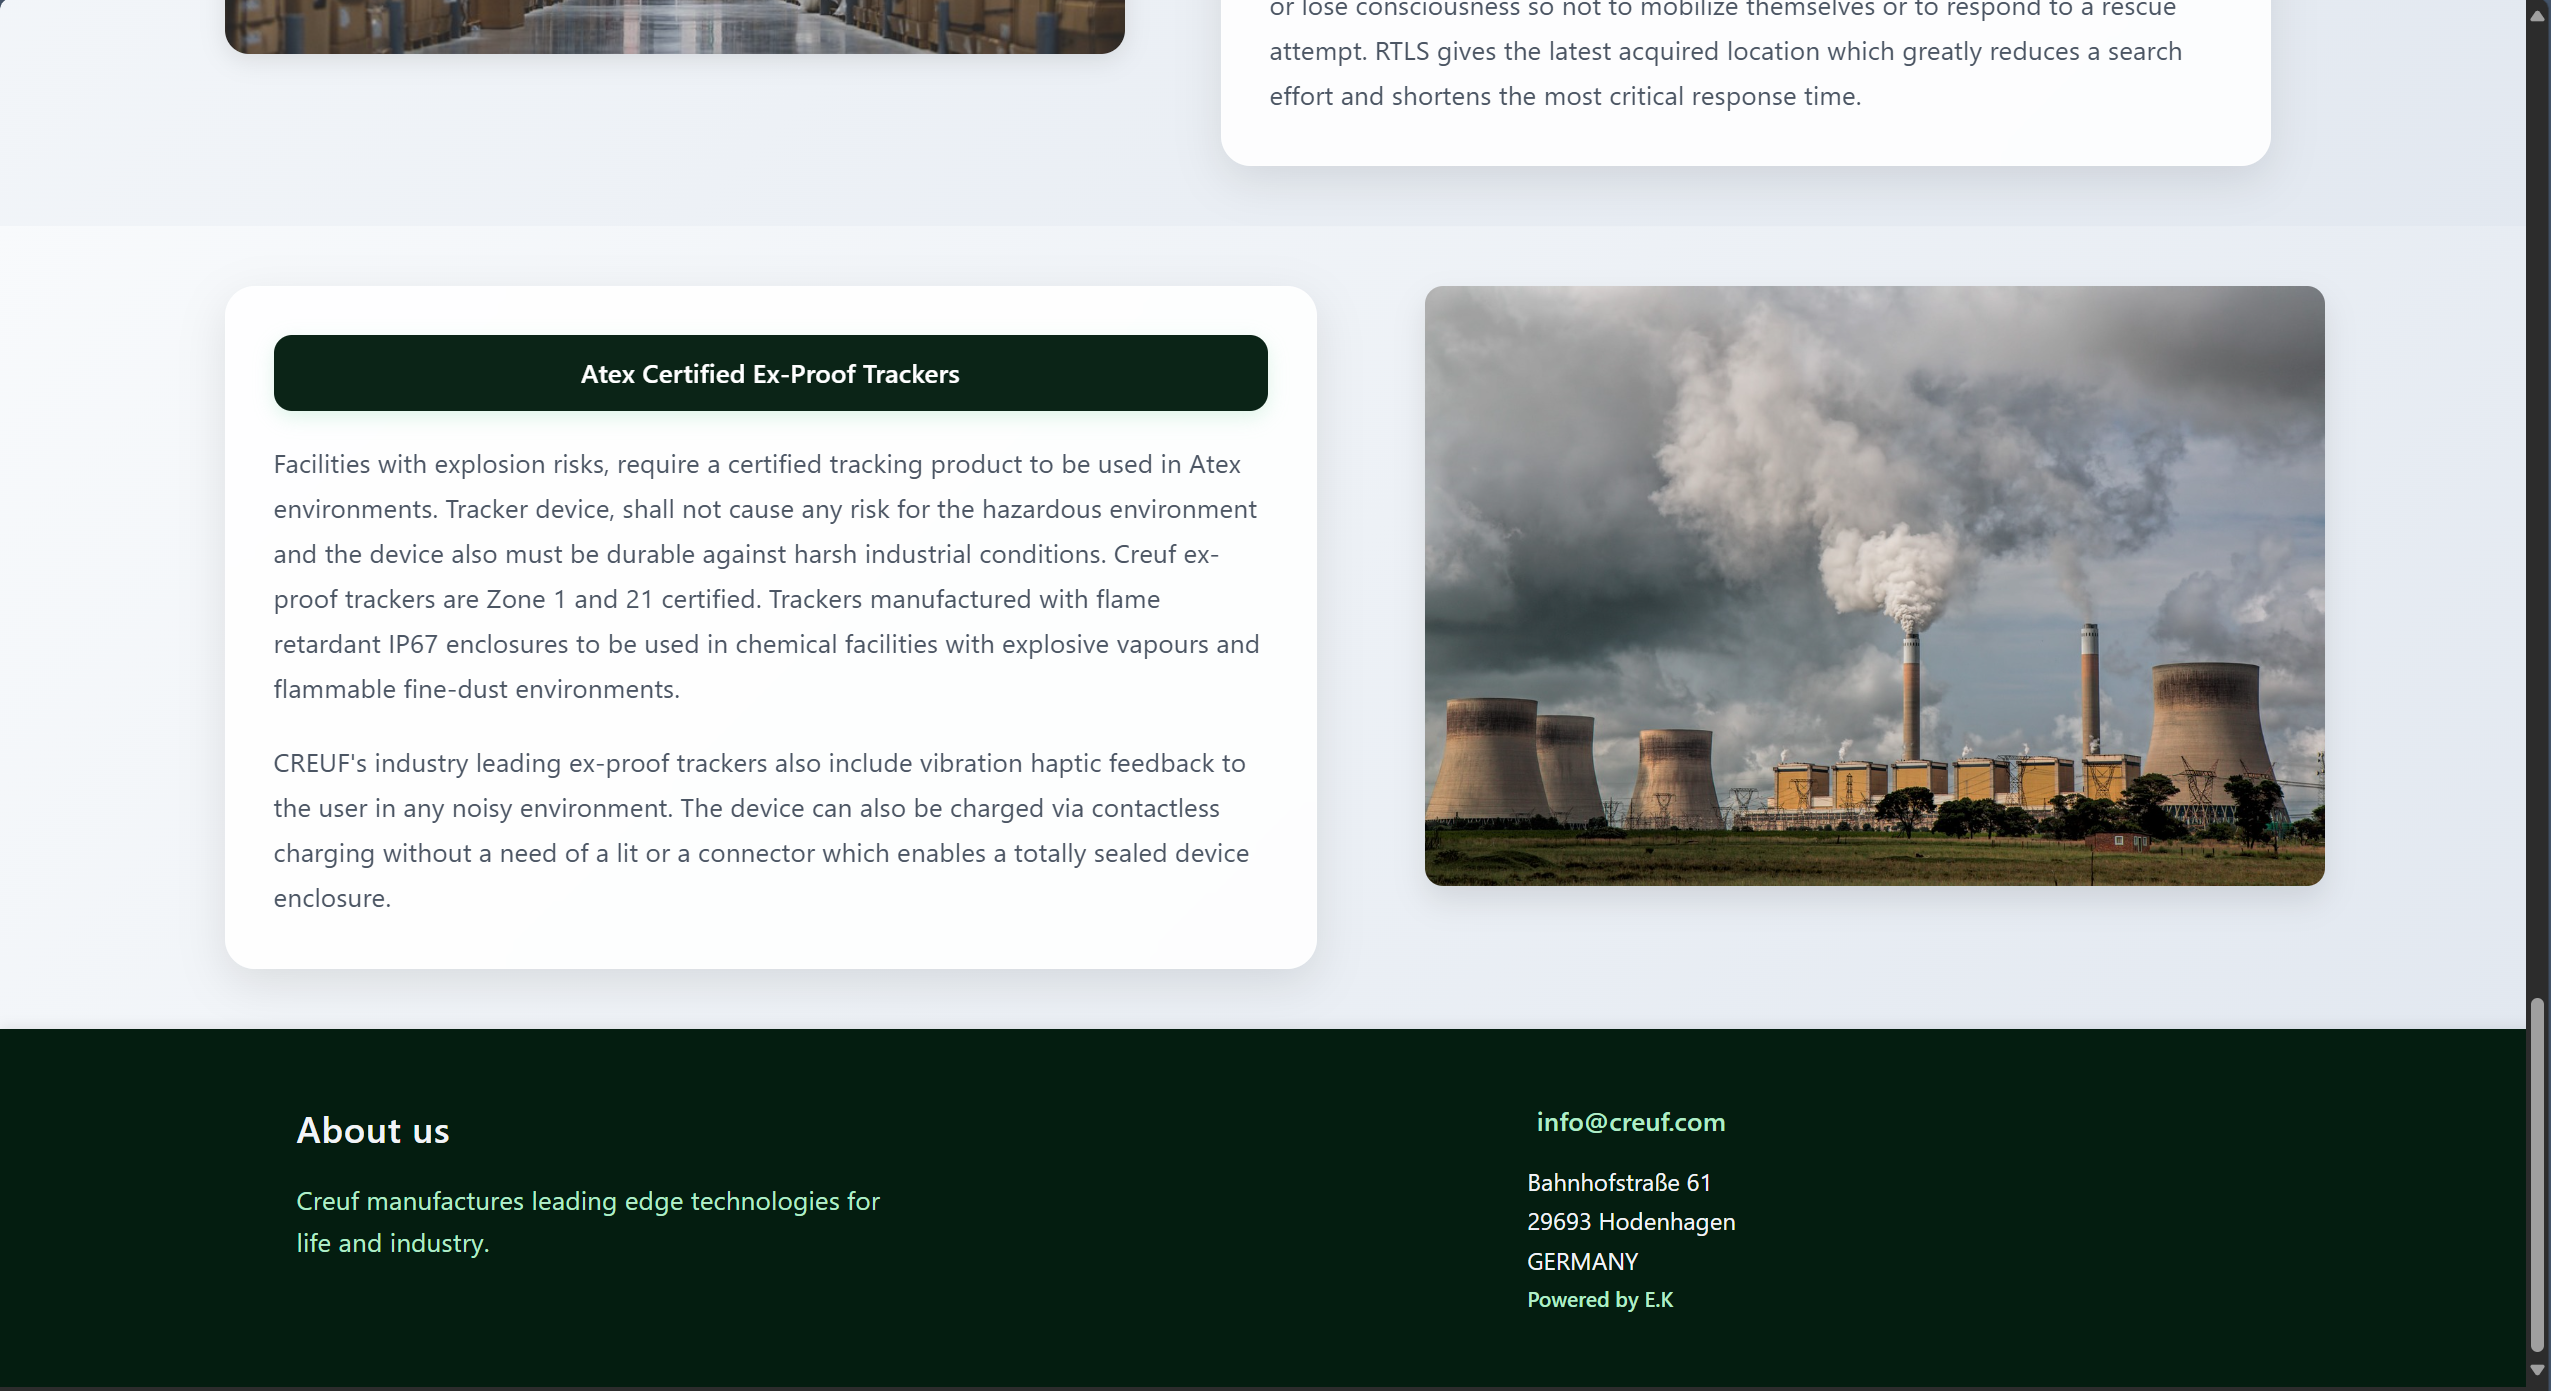 or lose consciousness so not to mobilize themselves or to respond to a rescue
attempt. RTLS gives the latest acquired location which greatly reduces a search
effort and shortens the most critical response time.
Atex Certified Ex-Proof Trackers
Facilities with explosion risks, require a certified tracking product to be used in Atex
environments. Tracker device, shall not cause any risk for the hazardous environment
and the device also must be durable against harsh industrial conditions. Creuf ex-
proof trackers are Zone 1 and 21 certified. Trackers manufactured with flame
retardant IP67 enclosures to be used in chemical facilities with explosive vapours and
flammable fine-dust environments.
CREUF's industry leading ex-proof trackers also include vibration haptic feedback to
the user in any noisy environment. The device can also be charged via contactless
charging without a need of a lit or a connector which enables a totally sealed device
enclosure.
About us
Creuf manufactures leading edge technologies for
life and industry.
info@creuf.com
Bahnhofstraße 61
29693 Hodenhagen
GERMANY
Powered by E.K